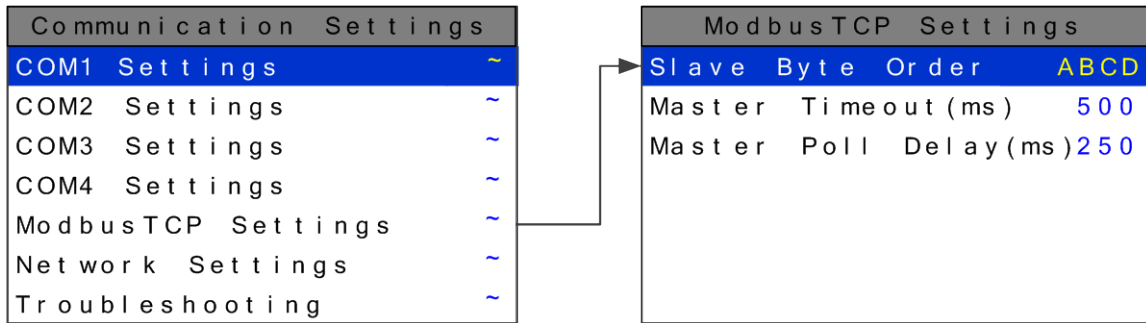 Communication Settings
COM1 Settings ~
COM2 Settings ~
COM3 Settings ~
COM4 Settings ~
ModbusTCP Settings ~
Network Settings ~
Troubleshooting ~
ModbusTCP Settings
Slave Byte Order ABCD
Master Timeout(ms) 500
Master Poll Delay(ms)250